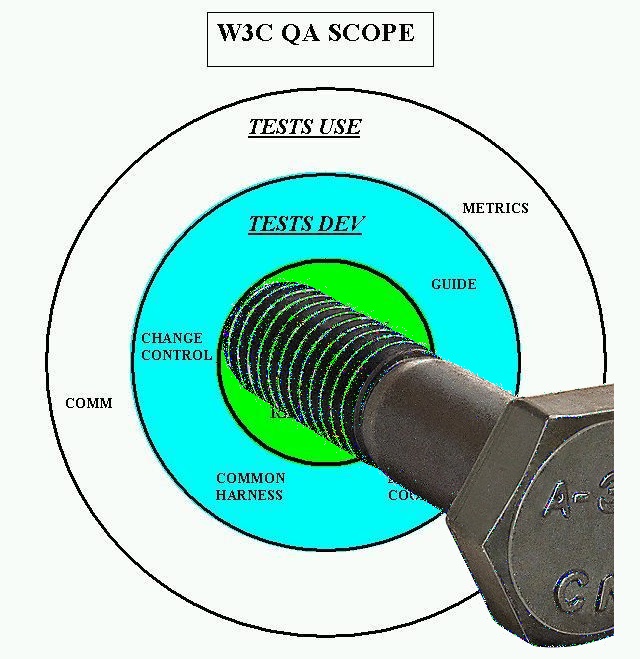 W3C QA SCOPE
TESTS USE
METRICS
TESTS DEV
GUIDE
CHANGE
CONTROL
COMM
COMMON
HARNESS